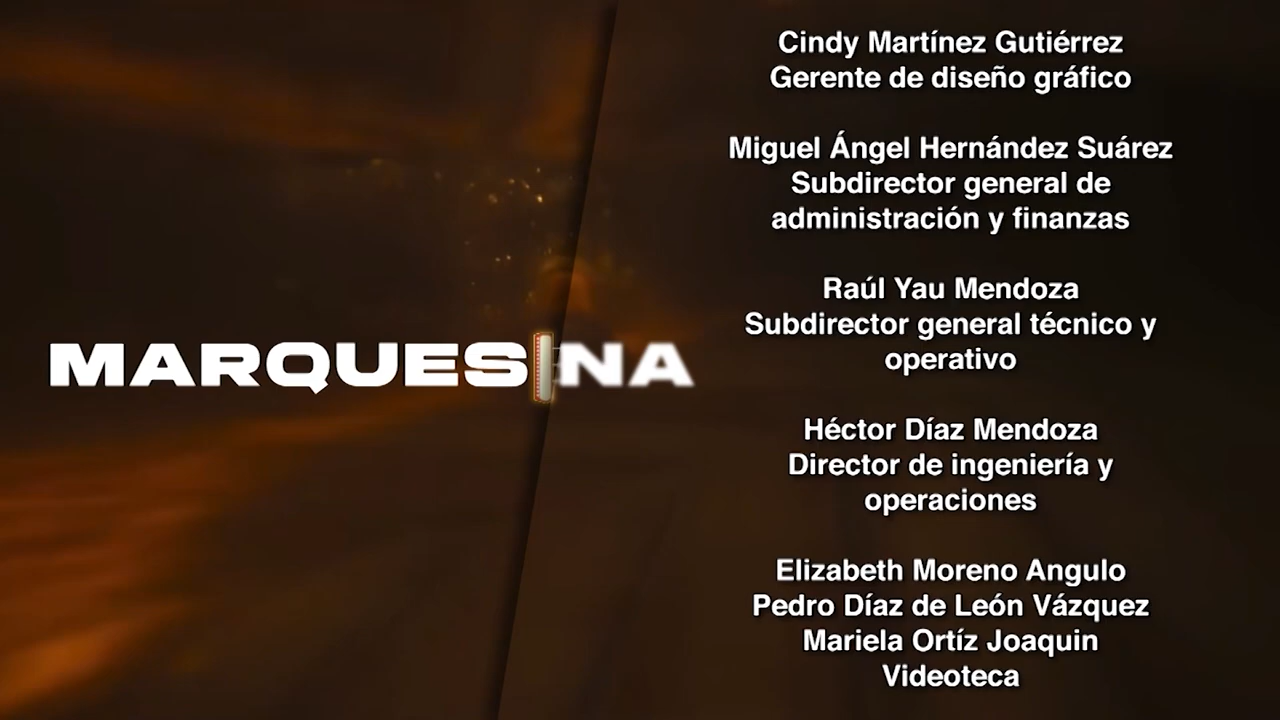 MARQUESINA
Cindy Martínez Gutiérrez
Gerente de diseño gráfico
Miguel Ángel Hernández Suárez
Subdirector general de
administración y finanzas
Raúl Yau Mendoza
Subdirector general técnico y
operativo
Héctor Díaz Mendoza
Director de ingeniería y
operaciones
Elizabeth Moreno Angulo
Pedro Díaz de León Vázquez
Mariela Ortíz Joaquin
Videoteca